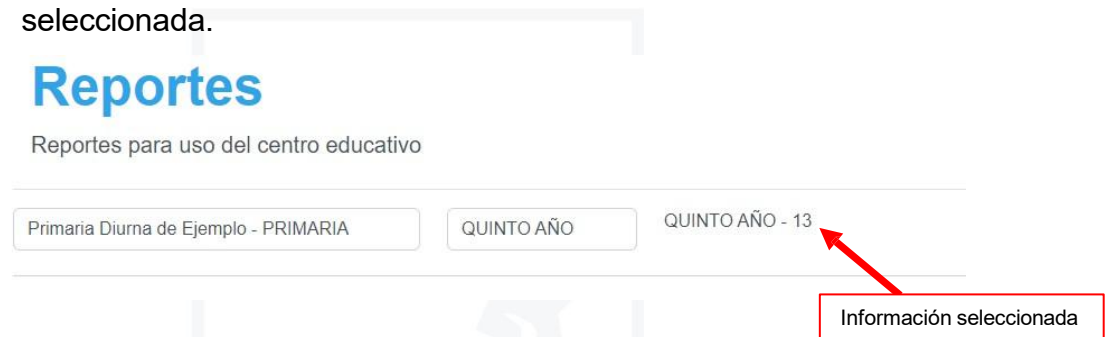 seleccionada.
Reportes
Reportes para uso del centro educativo
Primaria Diurna de Ejemplo - PRIMARIA QUINTO AÑO QUINTO AÑO - 13
Información seleccionada